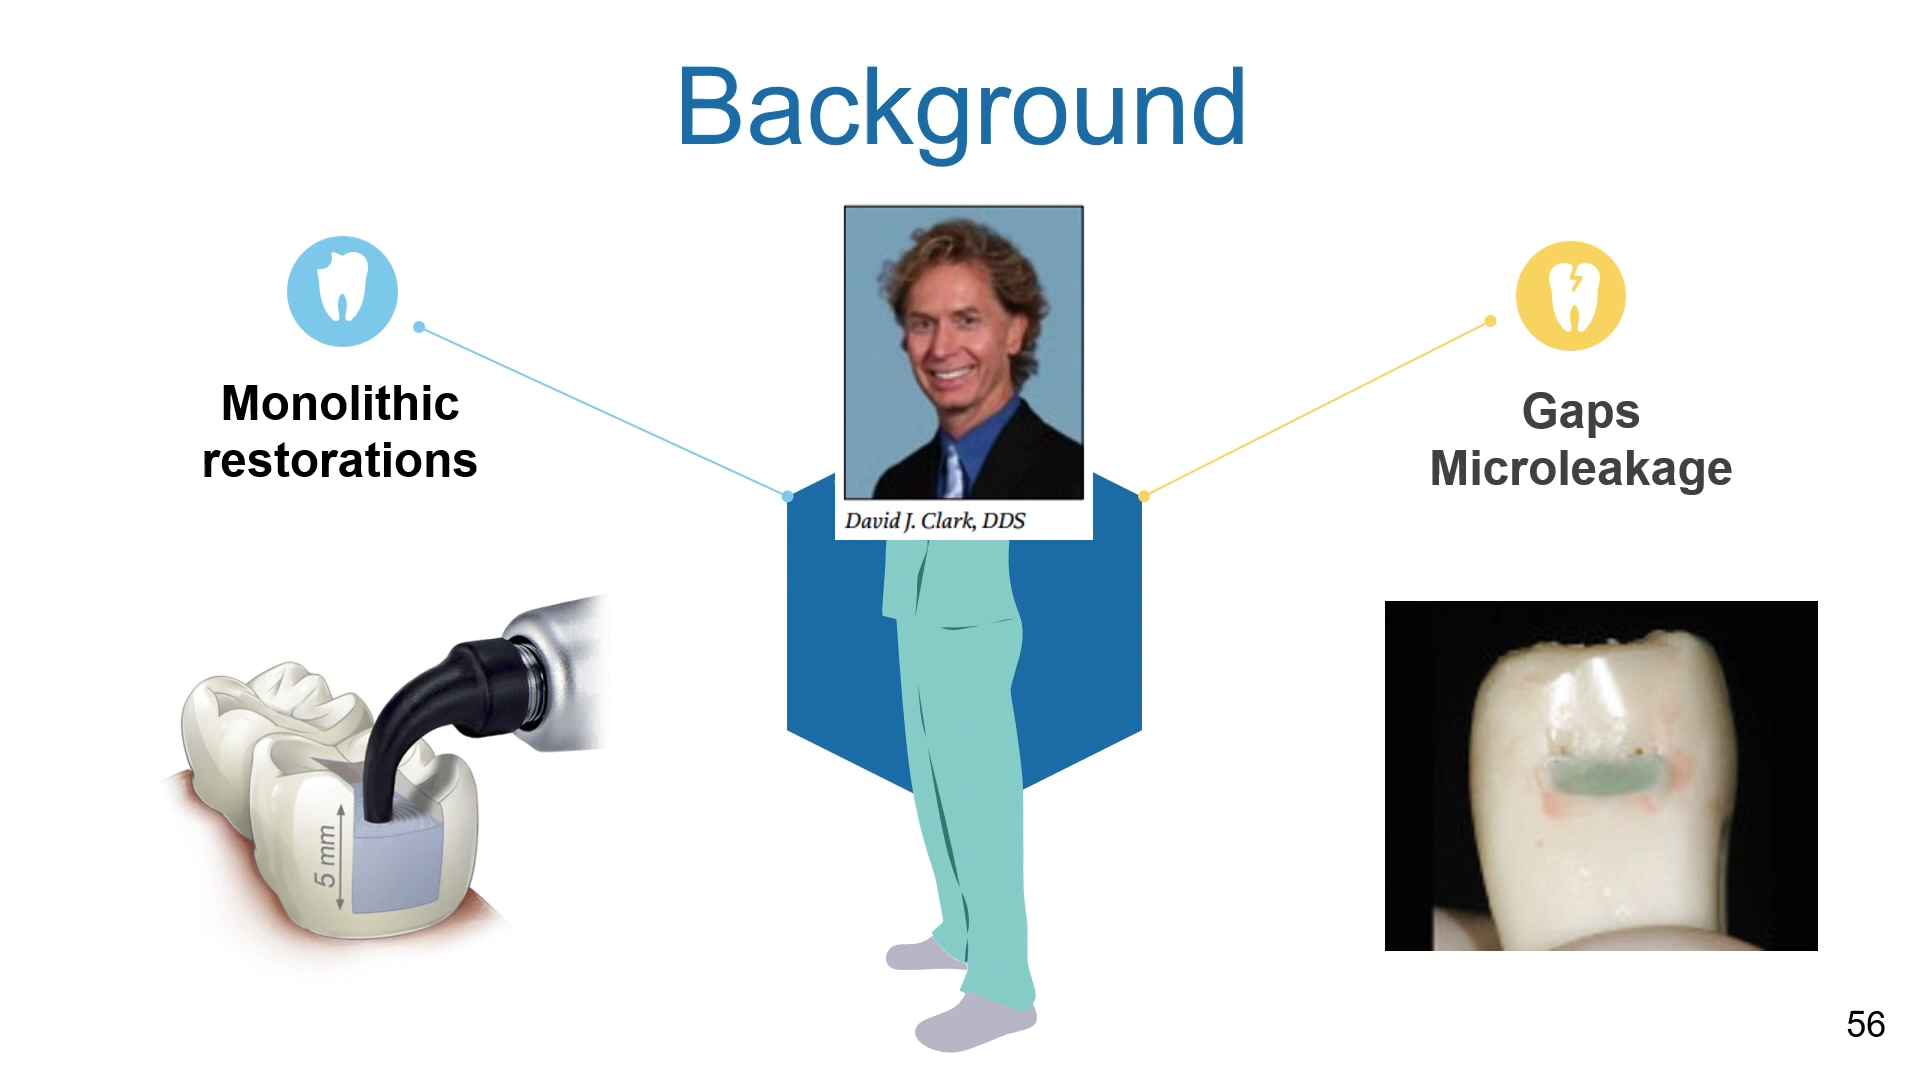 Background
David J. Clark, DDS
Monolithic
restorations
Gaps
Microleakage
5 mm
56